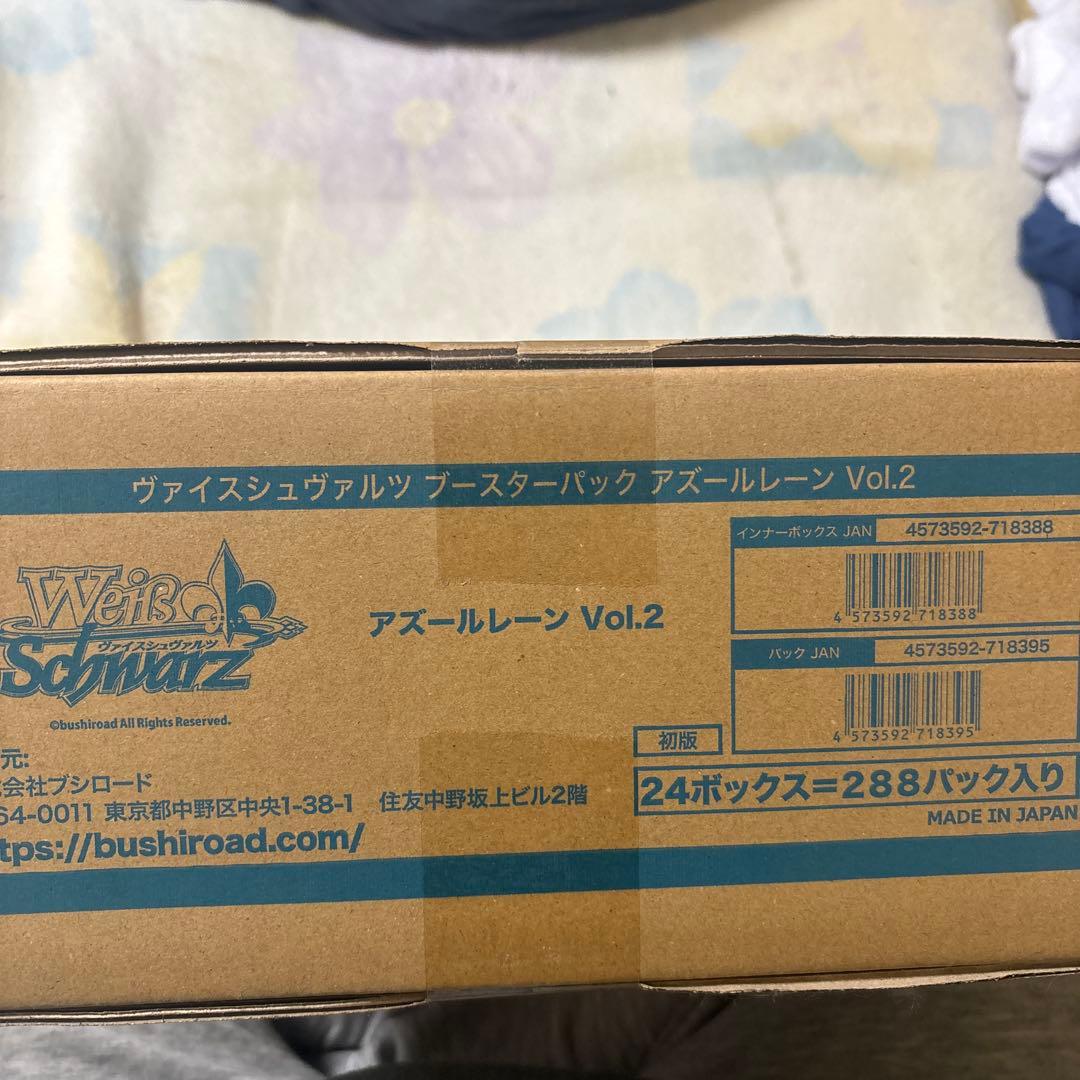 ヴァイスシュヴァルツ ブースターパック アズールレーン Vol.2
Weiß
ヴァイスシュヴァルツ
Schwarz
©bushiroad All Rights Reserved.
アズールレーン Vol.2
インナーボックス JAN 4573592-718388
4 573592 718388
パック JAN 4573592-718395
4 573592 718395
初版
24ボックス=288パック入り
MADE IN JAPAN
元:
会社ブシロード
64-0011 東京都中野区中央1-38-1 住友中野坂上ビル2階
tps://bushiroad.com/